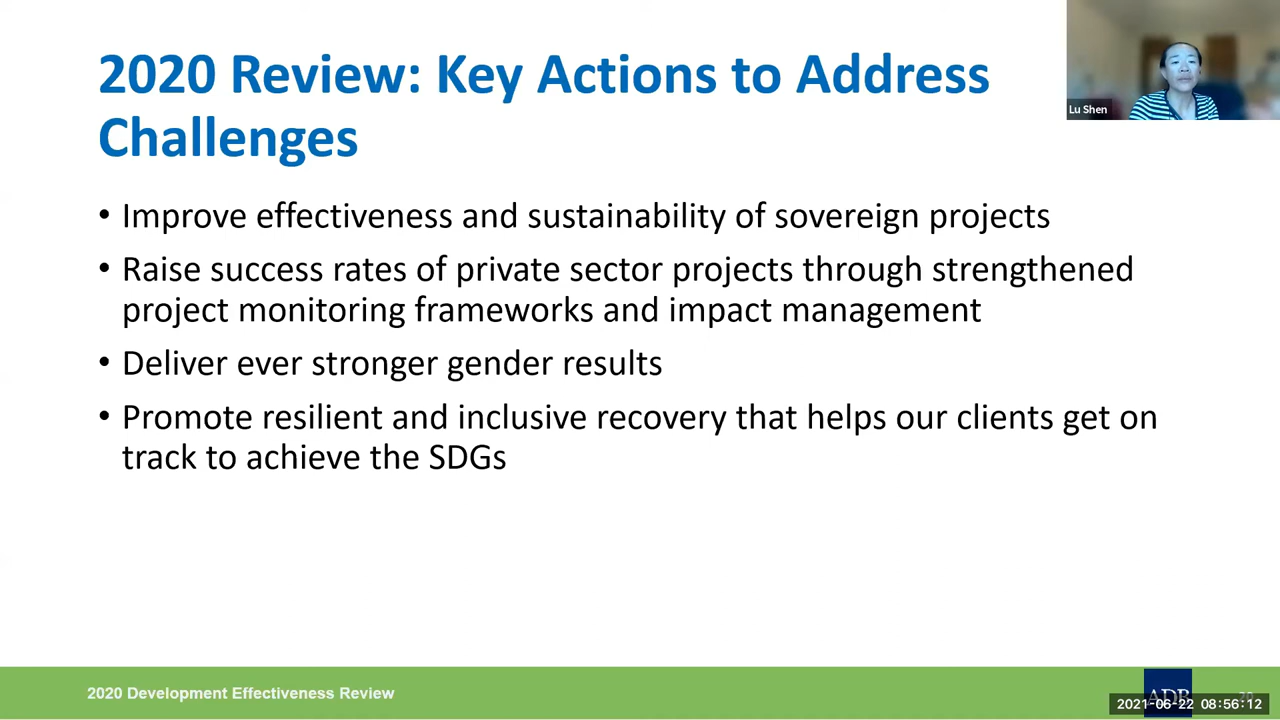 2020 Review: Key Actions to Address
Challenges
Lu Shen
• Improve effectiveness and sustainability of sovereign projects
• Raise success rates of private sector projects through strengthened
project monitoring frameworks and impact management
• Deliver ever stronger gender results
• Promote resilient and inclusive recovery that helps our clients get on
track to achieve the SDGs
2020 Development Effectiveness Review
ADB
2021-06-22 08:56:12